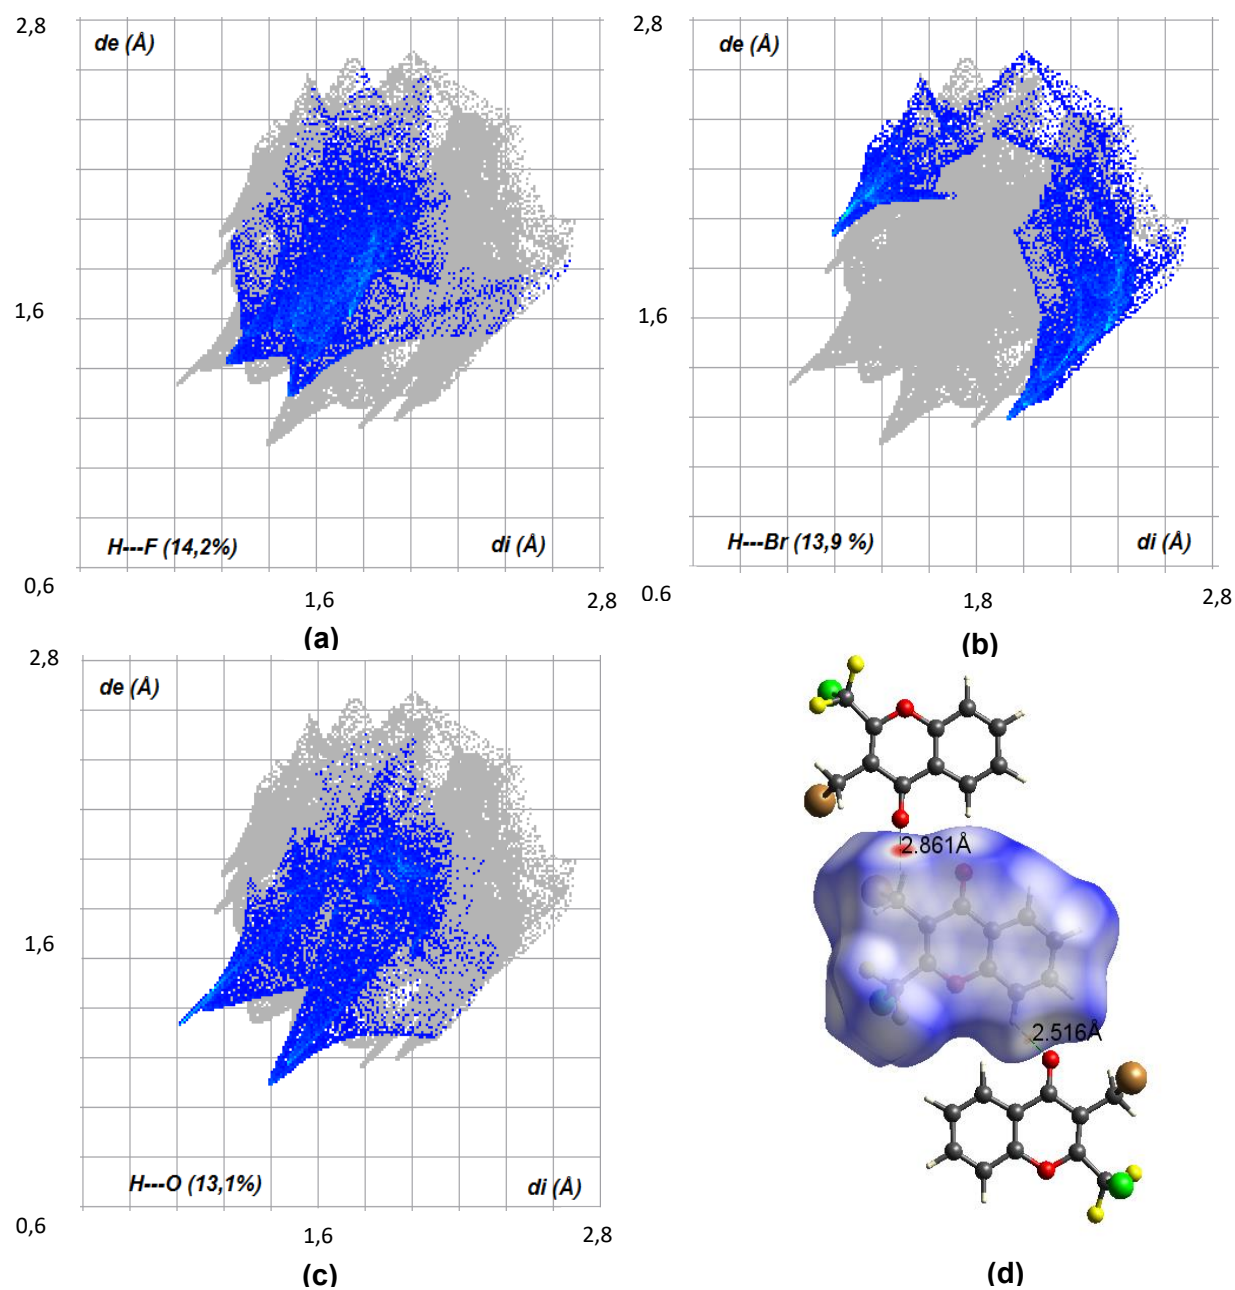 2,8
de (Å)
1,6
H---F (14,2%)
di (Å)
0,6
1,6
2,8
(a)
2,8
de (Å)
1,6
H---Br (13,9 %)
di (Å)
0.6
1,8
2,8
(b)
2,8
de (Å)
1,6
H---O (13,1%)
di (Å)
0,6
1,6
2,8
(c)
2.861Å
2.516Å
(d)